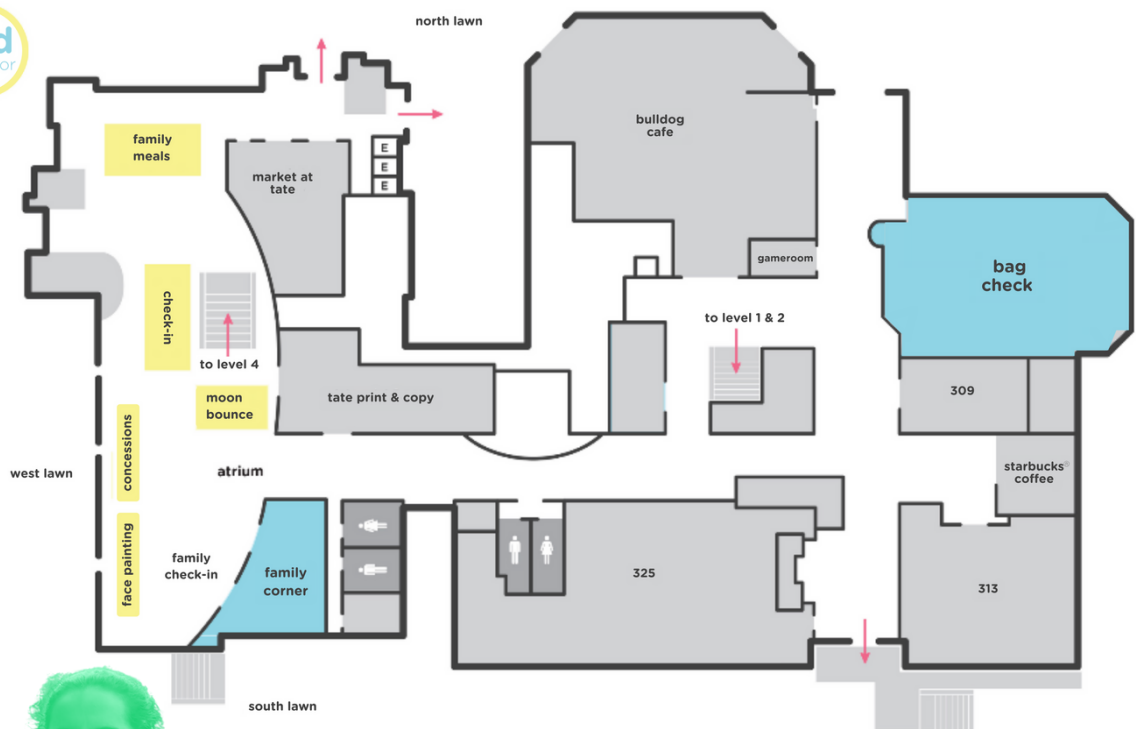 north lawn
family
meals
market at
tate
E
E
E
bulldog
cafe
gameroom
bag
check
check-in
to level 4
to level 1 & 2
moon
bounce
tate print & copy
309
concessions
west lawn
atrium
starbucks®
coffee
face painting
family
check-in
family
corner
325
313
south lawn